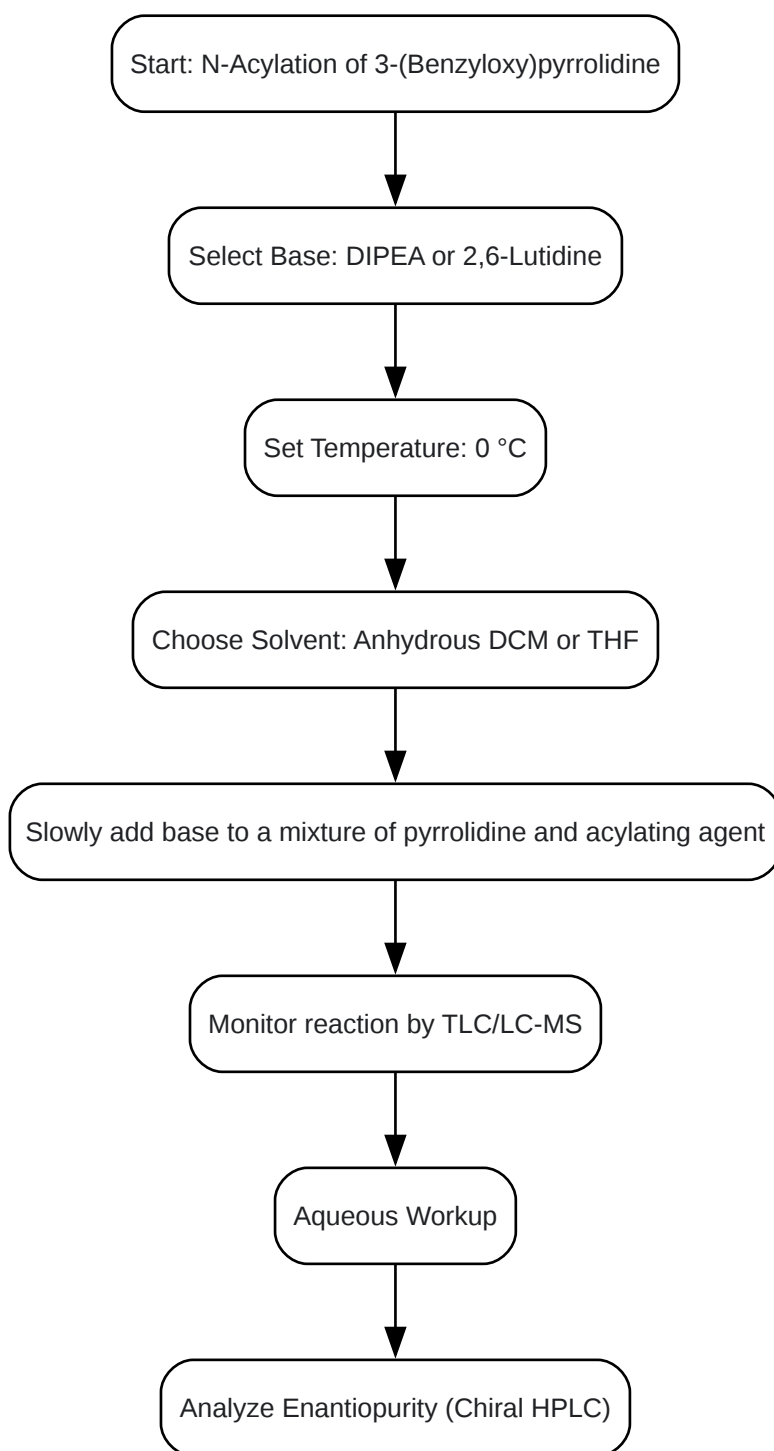 Start: N-Acylation of 3-(Benzyloxy)pyrrolidine
Select Base: DIPEA or 2,6-Lutidine
Set Temperature: 0 °C
Choose Solvent: Anhydrous DCM or THF
Slowly add base to a mixture of pyrrolidine and acylating agent
Monitor reaction by TLC/LC-MS
Aqueous Workup
Analyze Enantiopurity (Chiral HPLC)